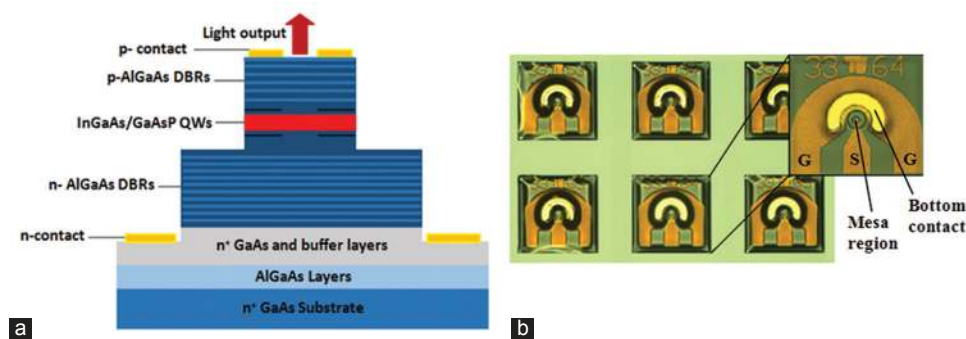 Light output
p- contact
p-AlGaAs DBRs
InGaAs/GaAsP QWs
n- AlGaAs DBRs
n-contact
n⁺ GaAs and buffer layers
AlGaAs Layers
n⁺ GaAs Substrate
a
33 64
G S G
Mesa
region
Bottom
contact
b